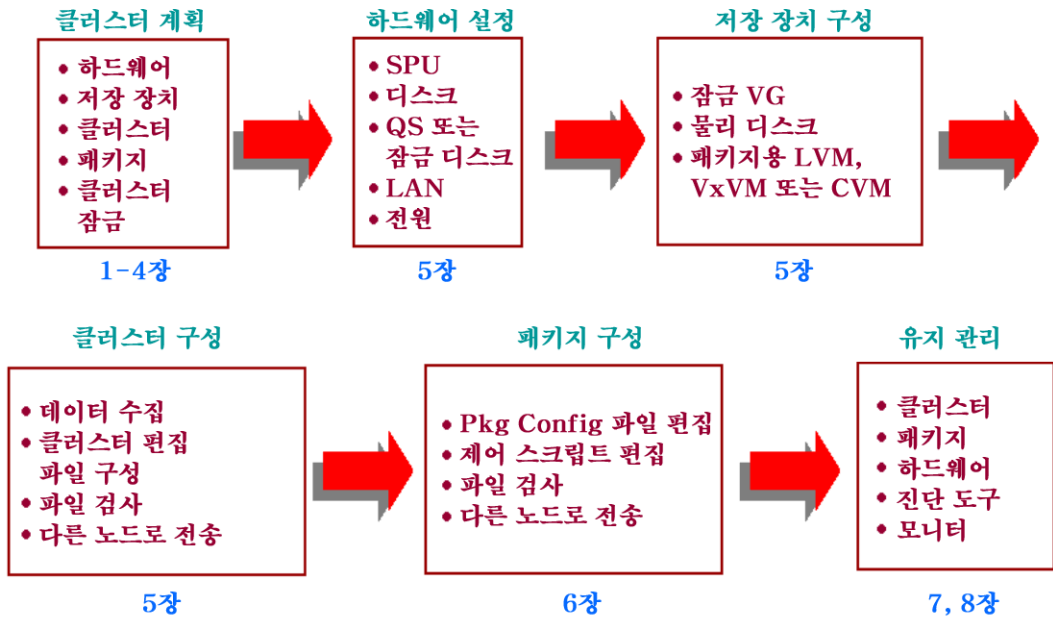 클러스터 계획
• 하드웨어
• 저장 장치
• 클러스터
• 패키지
• 클러스터
잠금
1-4장
하드웨어 설정
• SPU
• 디스크
• QS 또는
잠금 디스크
• LAN
• 전원
5장
저장 장치 구성
• 잠금 VG
• 물리 디스크
• 패키지용 LVM,
VxVM 또는 CVM
5장
클러스터 구성
• 데이터 수집
• 클러스터 편집
파일 구성
• 파일 검사
• 다른 노드로 전송
5장
패키지 구성
• Pkg Config 파일 편집
• 제어 스크립트 편집
• 파일 검사
• 다른 노드로 전송
6장
유지 관리
• 클러스터
• 패키지
• 하드웨어
• 진단 도구
• 모니터
7, 8장